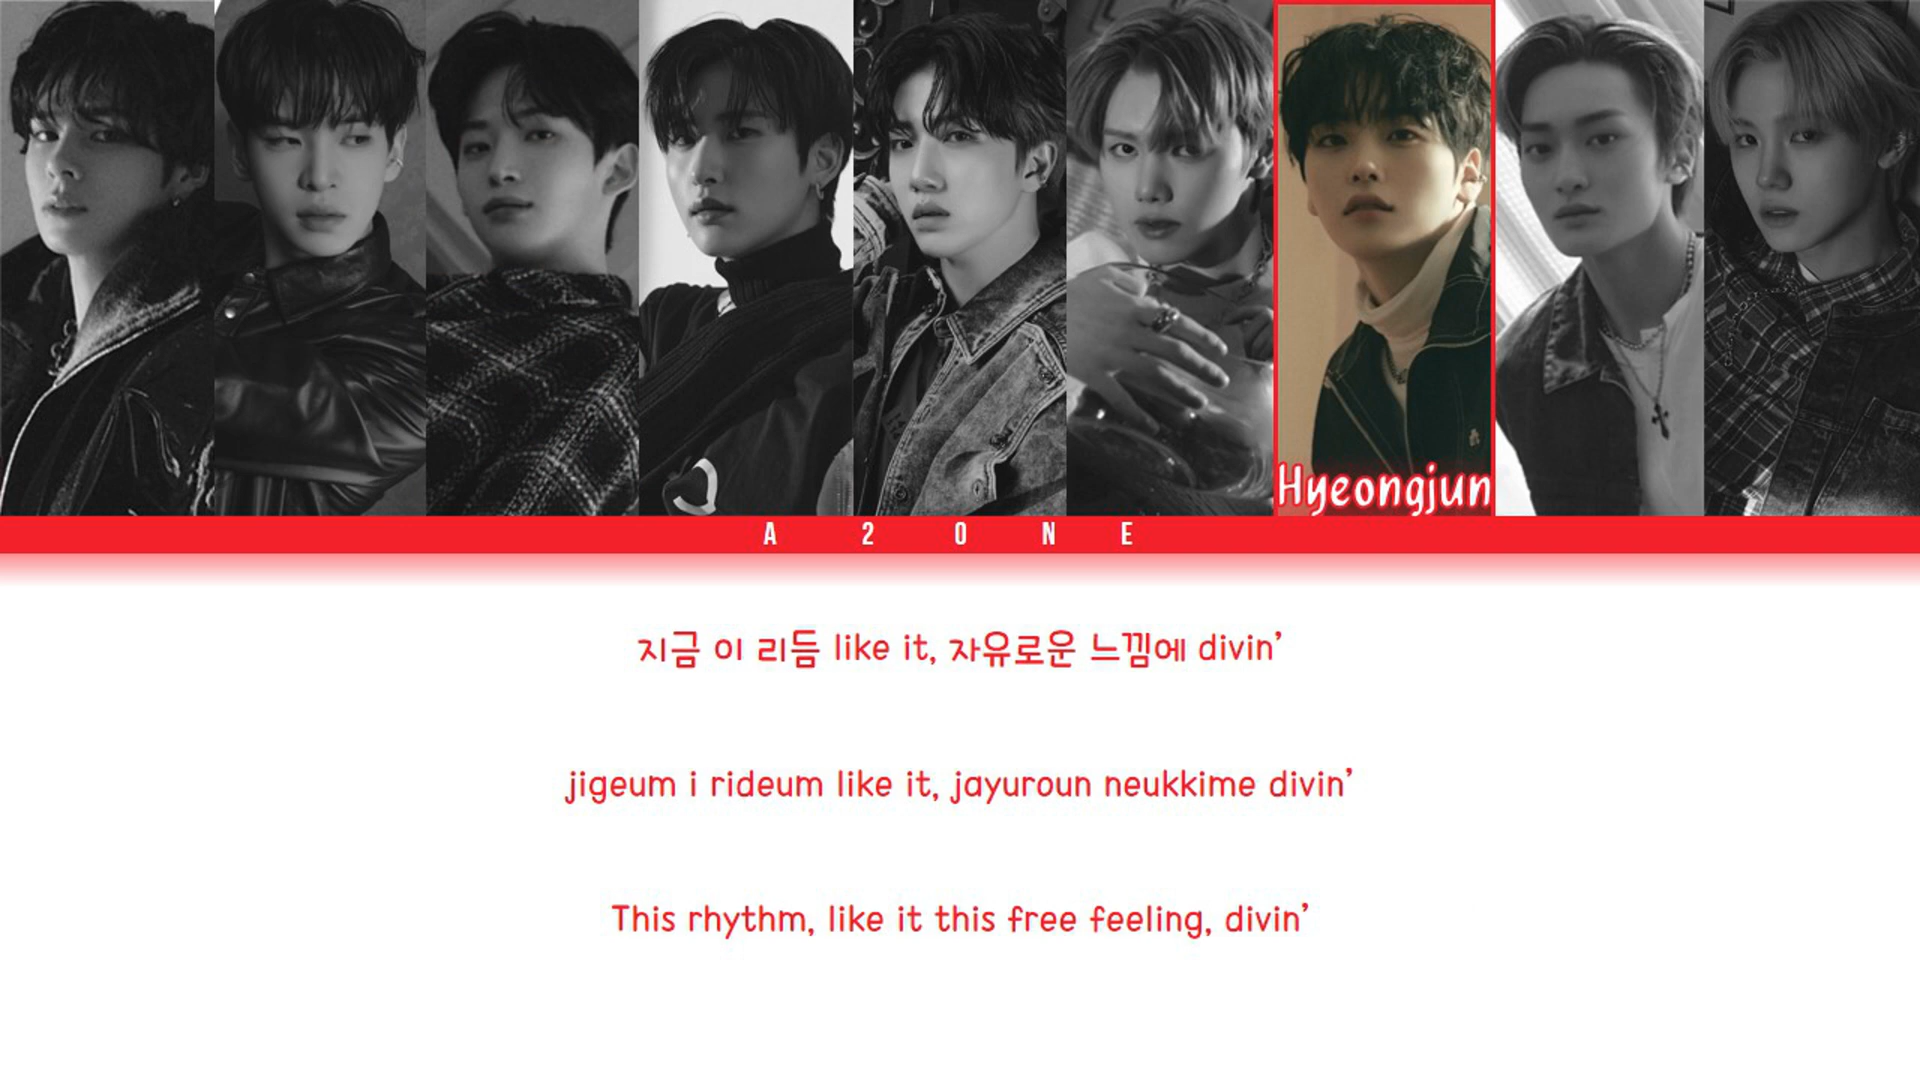 Hyeongjun
A 2 O N E
지금 이 리듬 like it, 자유로운 느낌에 divin’
jigeum i rideum like it, jayuroun neukkime divin’
This rhythm, like it this free feeling, divin’